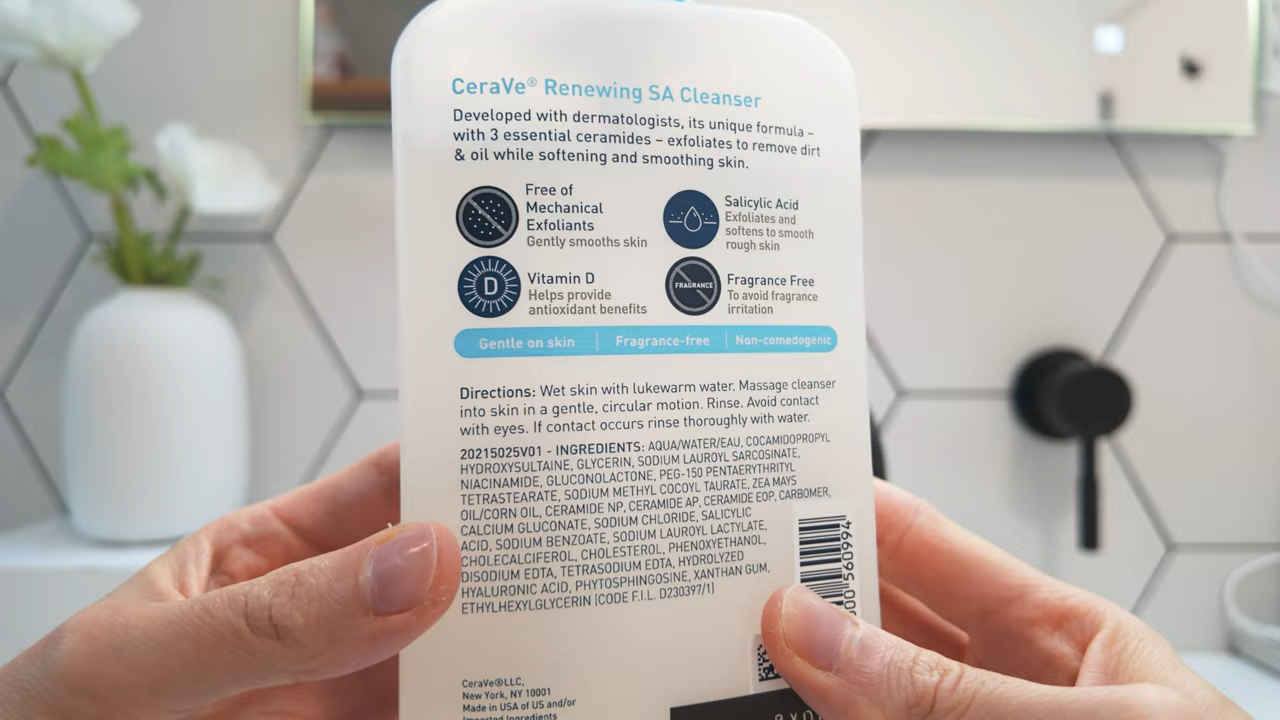 CeraVe® Renewing SA Cleanser
Developed with dermatologists, its unique formula –
with 3 essential ceramides – exfoliates to remove dirt
& oil while softening and smoothing skin.
Free of
Mechanical
Exfoliants
Gently smooths skin
Salicylic Acid
Exfoliates and
softens to smooth
rough skin
D
Vitamin D
Helps provide
antioxidant benefits
FRAGRANCE
Fragrance Free
To avoid fragrance
irritation
Gentle on skin | Fragrance-free | Non-comedogenic
Directions: Wet skin with lukewarm water. Massage cleanser
into skin in a gentle, circular motion. Rinse. Avoid contact
with eyes. If contact occurs rinse thoroughly with water.
20215025V01 - INGREDIENTS: AQUA/WATER/EAU, COCAMIDOPROPYL
HYDROXYSULTAINE, GLYCERIN, SODIUM LAUROYL SARCOSINATE,
NIACINAMIDE, GLUCONOLACTONE, PEG-150 PENTAERYTHRITYL
TETRASTEARATE, SODIUM METHYL COCOYL TAURATE, ZEA MAYS
OIL/CORN OIL, CERAMIDE NP, CERAMIDE AP, CERAMIDE EOP, CARBOMER,
CALCIUM GLUCONATE, SODIUM CHLORIDE, SALICYLIC
ACID, SODIUM BENZOATE, SODIUM LAUROYL LACTYLATE,
CHOLECALCIFEROL, CHOLESTEROL, PHENOXYETHANOL,
DISODIUM EDTA, TETRASODIUM EDTA, HYDROLYZED
HYALURONIC ACID, PHYTOSPHINGOSINE, XANTHAN GUM,
ETHYLHEXYLGLYCERIN (CODE F.I.L. D230397/1)
CeraVe®LLC,
New York, NY 10001
Made in USA of US and/or
Imported Ingredients